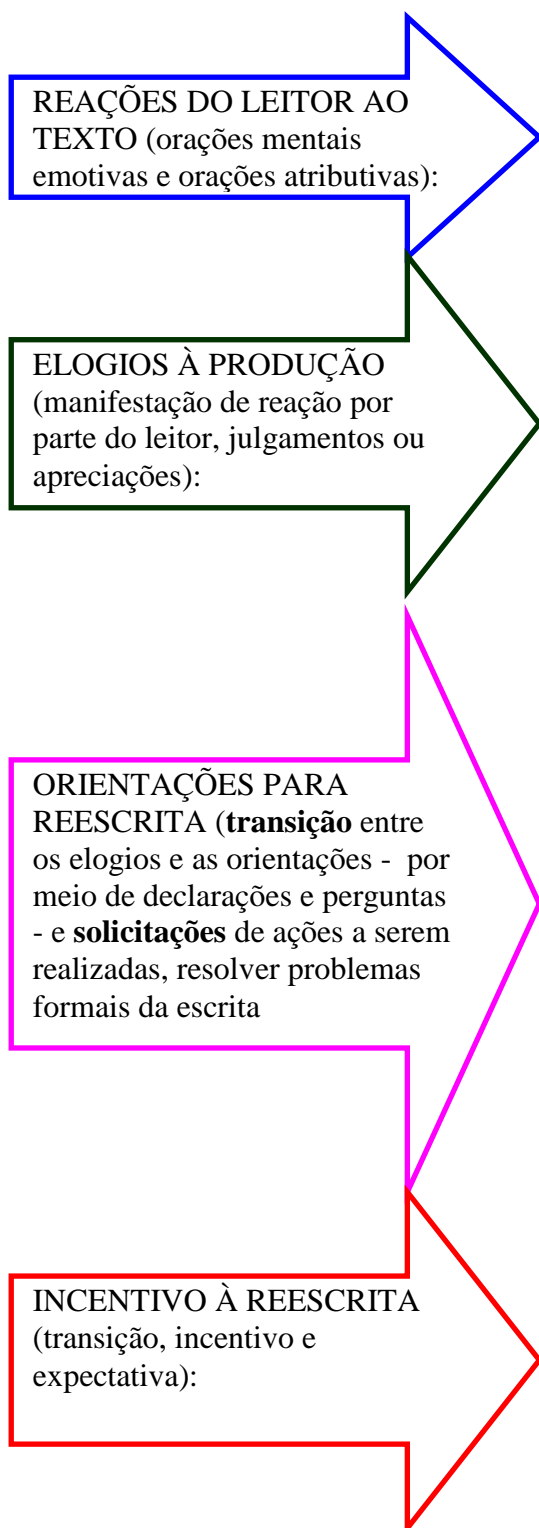 REAÇÕES DO LEITOR AO
TEXTO (orações mentais
emotivas e orações atributivas):
ELOGIOS À PRODUÇÃO
(manifestação de reação por
parte do leitor, julgamentos ou
apreciações):
ORIENTAÇÕES PARA
REESCRITA (transição entre
os elogios e as orientações - por
meio de declarações e perguntas
- e solicitações de ações a serem
realizadas, resolver problemas
formais da escrita
INCENTIVO À REESCRITA
(transição, incentivo e
expectativa):